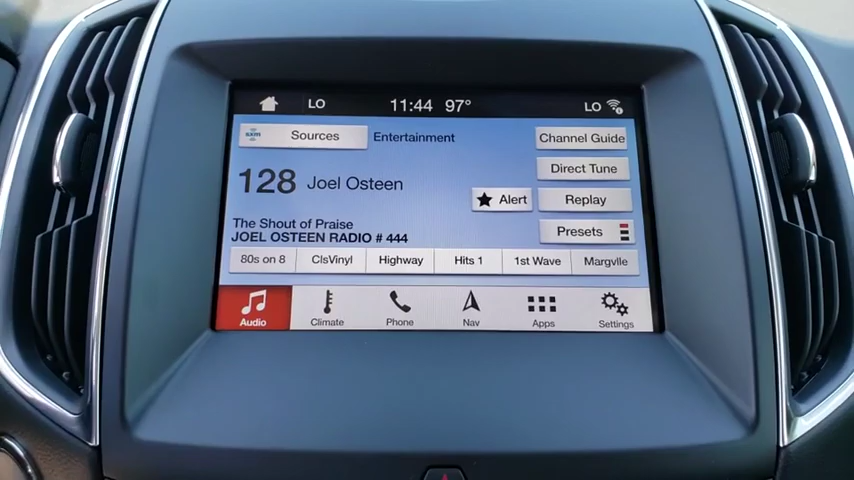 LO 11:44 97° LO
sxm Sources Entertainment Channel Guide
Direct Tune
128 Joel Osteen
Alert Replay
The Shout of Praise
Presets
JOEL OSTEEN RADIO # 444
80s on 8 ClsVinyl Highway Hits 1 1st Wave Margvlle
Audio Climate Phone Nav Apps Settings